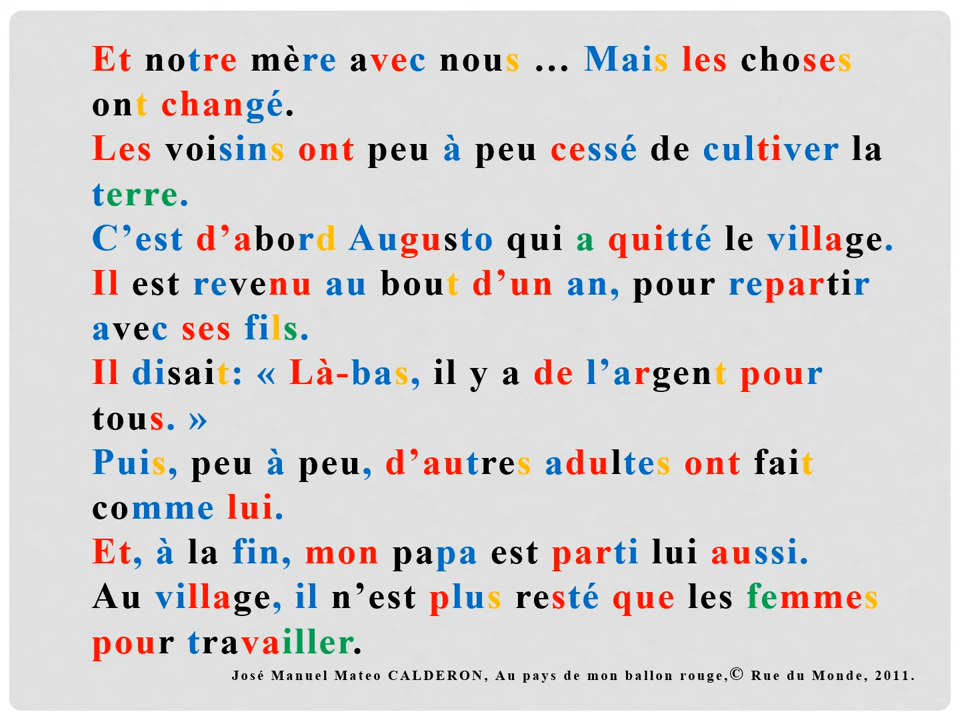 Et notre mère avec nous … Mais les choses
ont changé.
Les voisins ont peu à peu cessé de cultiver la
terre.
C’est d’abord Augusto qui a quitté le village.
Il est revenu au bout d’un an, pour repartir
avec ses fils.
Il disait: « Là-bas, il y a de l’argent pour
tous. »
Puis, peu à peu, d’autres adultes ont fait
comme lui.
Et, à la fin, mon papa est parti lui aussi.
Au village, il n’est plus resté que les femmes
pour travailler.
José Manuel Mateo CALDERON, Au pays de mon ballon rouge,© Rue du Monde, 2011.